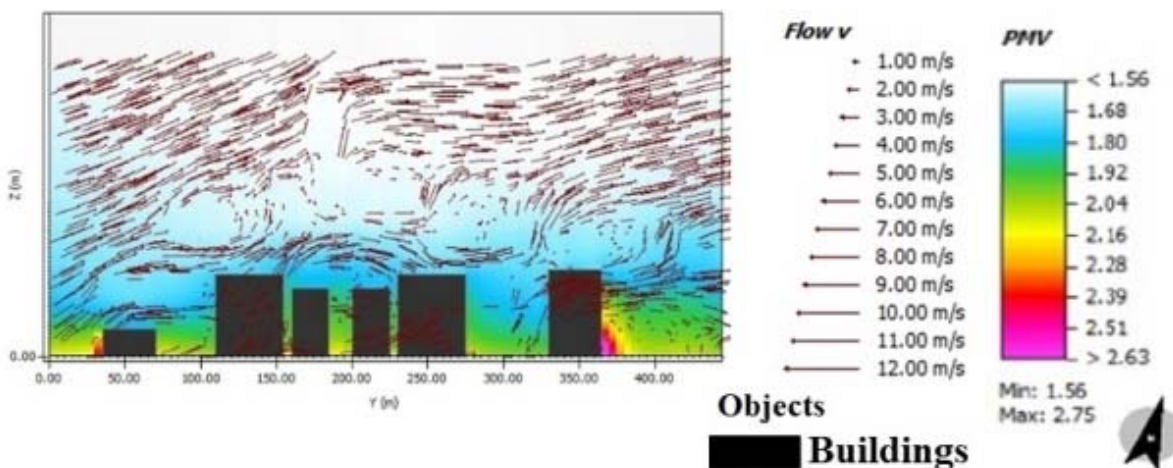 Flow v
1.00 m/s
2.00 m/s
3.00 m/s
4.00 m/s
5.00 m/s
6.00 m/s
7.00 m/s
8.00 m/s
9.00 m/s
10.00 m/s
11.00 m/s
12.00 m/s
PMV
< 1.56
1.68
1.80
1.92
2.04
2.16
2.28
2.39
2.51
> 2.63
Min: 1.56
Max: 2.75
Z (m)
0.00
0.00 50.00 100.00 150.00 200.00 250.00 300.00 350.00 400.00
Y (m)
Objects
Buildings
N